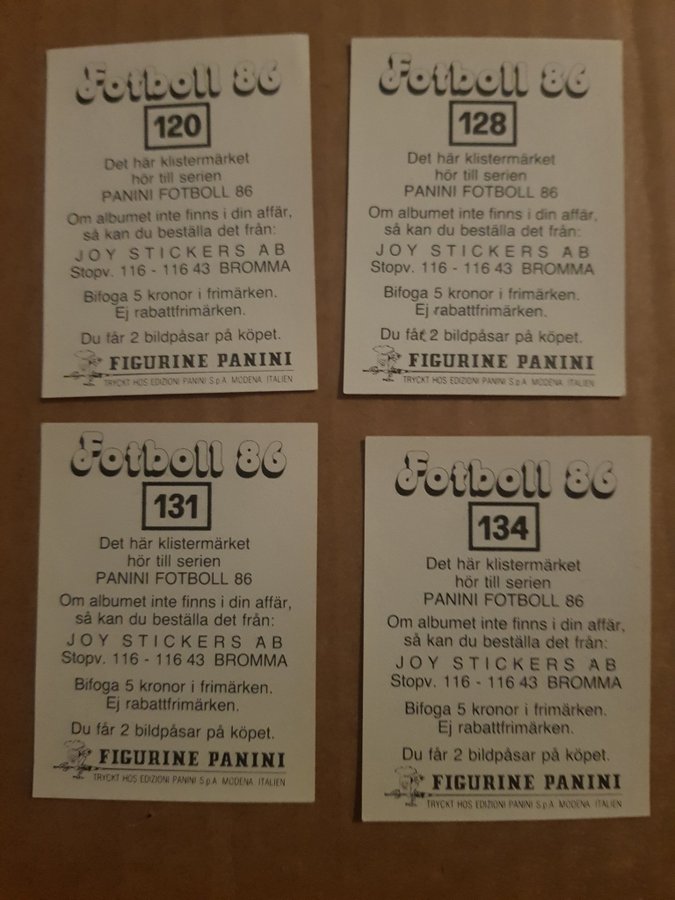 Fotboll 86
120
Det här klistermärket
hör till serien
PANINI FOTBOLL 86
Om albumet inte finns i din affär,
så kan du beställa det från:
JOY STICKERS AB
Stopv. 116 - 116 43 BROMMA
Bifoga 5 kronor i frimärken.
Ej rabattfrimärken.
Du får 2 bildpåsar på köpet.
FIGURINE PANINI
TRYCKT HOS EDIZIONI PANINI S.p.A. MODENA ITALIEN
Fotboll 86
128
Det här klistermärket
hör till serien
PANINI FOTBOLL 86
Om albumet inte finns i din affär,
så kan du beställa det från:
JOY STICKERS AB
Stopv. 116 - 116 43 BROMMA
Bifoga 5 kronor i frimärken.
Ej rabattfrimärken.
Du får 2 bildpåsar på köpet.
FIGURINE PANINI
TRYCKT HOS EDIZIONI PANINI S.p.A. MODENA ITALIEN
Fotboll 86
131
Det här klistermärket
hör till serien
PANINI FOTBOLL 86
Om albumet inte finns i din affär,
så kan du beställa det från:
JOY STICKERS AB
Stopv. 116 - 116 43 BROMMA
Bifoga 5 kronor i frimärken.
Ej rabattfrimärken.
Du får 2 bildpåsar på köpet.
FIGURINE PANINI
TRYCKT HOS EDIZIONI PANINI S.p.A. MODENA ITALIEN
Fotboll 86
134
Det här klistermärket
hör till serien
PANINI FOTBOLL 86
Om albumet inte finns i din affär,
så kan du beställa det från:
JOY STICKERS AB
Stopv. 116 - 116 43 BROMMA
Bifoga 5 kronor i frimärken.
Ej rabattfrimärken.
Du får 2 bildpåsar på köpet.
FIGURINE PANINI
TRYCKT HOS EDIZIONI PANINI S.p.A. MODENA ITALIEN